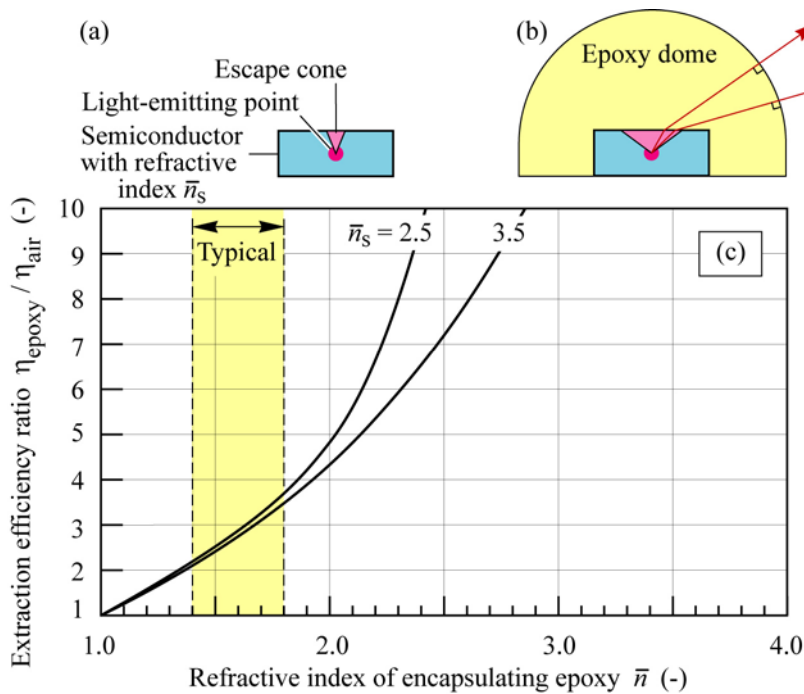 (a)
Escape cone
Light-emitting point
Semiconductor
with refractive
index n̄s
(b)
Epoxy dome
Extraction efficiency ratio ηepoxy / ηair (-)
10
9
8
7
6
5
4
3
2
1
Typical
n̄s = 2.5
3.5
(c)
1.0 2.0 3.0 4.0
Refractive index of encapsulating epoxy n̄ (-)